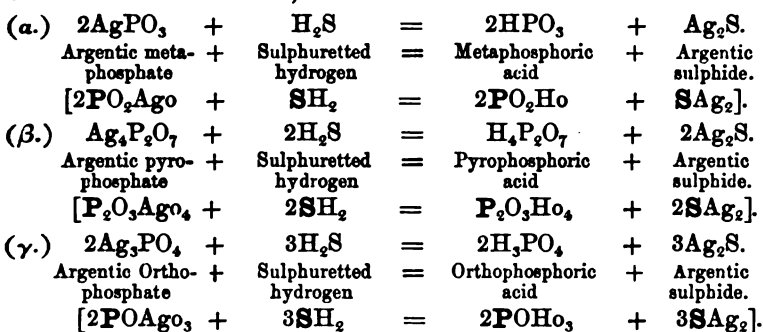 (α.) 2AgPO₃ + H₂S = 2HPO₃ + Ag₂S.
Argentic meta- + Sulphuretted = Metaphosphoric + Argentic
phosphate hydrogen acid sulphide.
[2PO₂Ago + SH₂ = 2PO₂Ho + SAg₂].
(β.) Ag₄P₂O₇ + 2H₂S = H₄P₂O₇ + 2Ag₂S.
Argentic pyro- + Sulphuretted = Pyrophosphoric + Argentic
phosphate hydrogen acid sulphide.
[P₂O₃Ago₄ + 2SH₂ = P₂O₃Ho₄ + 2SAg₂].
(γ.) 2Ag₃PO₄ + 3H₂S = 2H₃PO₄ + 3Ag₂S.
Argentic Ortho- + Sulphuretted = Orthophosphoric + Argentic
phosphate hydrogen acid sulphide.
[2POAgo₃ + 3SH₂ = 2POHo₃ + 3SAg₂].